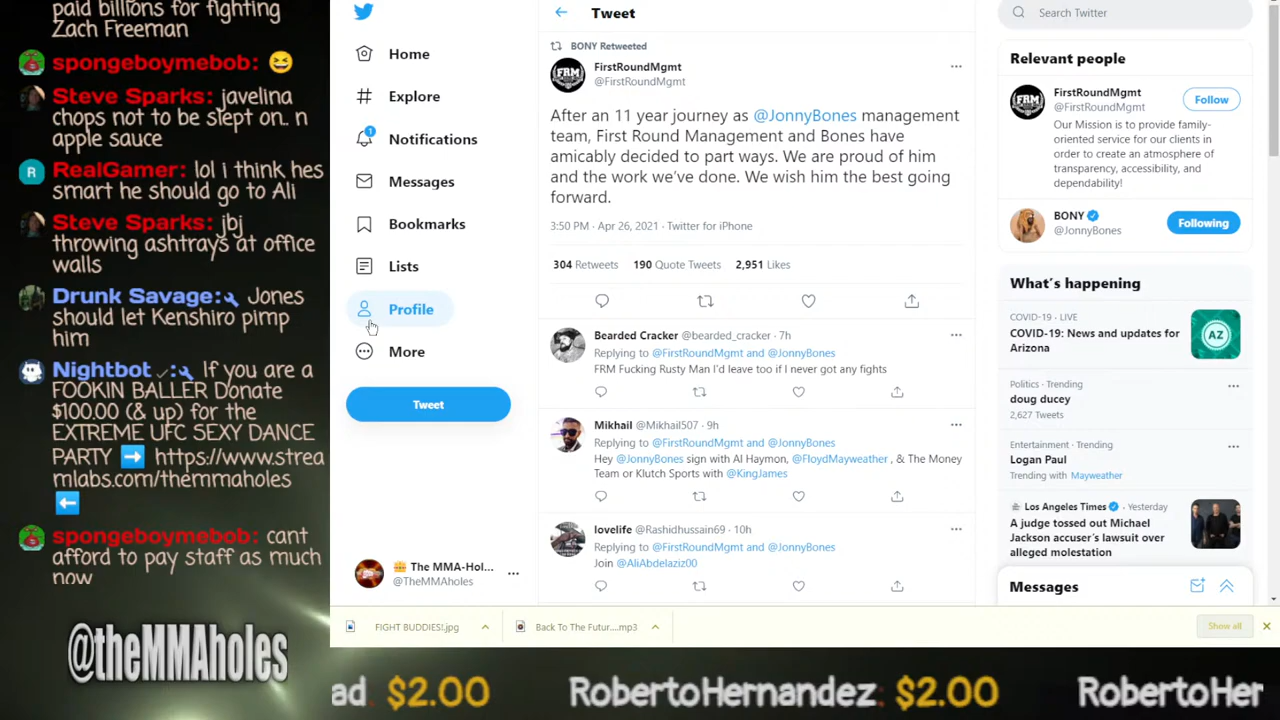 paid billions for fighting
Zach Freeman
spongeboymebob: 😆
Steve Sparks: javelina
chops not to be slept on.. n
apple sauce
R RealGamer: lol i think hes
smart he should go to Ali
Steve Sparks: jbj
throwing ashtrays at office
walls
Drunk Savage: Jones
should let Kenshiro pimp
him
Nightbot: If you are a
FOOKIN BALLER Donate
$100.00 (& up) for the
EXTREME UFC SEXY DANCE
PARTY ➡️ https://www.strea
mlabs.com/themmaholes
⬅️
spongeboymebob: cant
afford to pay staff as much
now
@theMMAholes
Home
Explore
1
Notifications
Messages
Bookmarks
Lists
Profile
More
Tweet
The MMA-Hol... ...
@TheMMAholes
Tweet
BONY Retweeted
FRM
FirstRoundMgmt
@FirstRoundMgmt
After an 11 year journey as @JonnyBones management
team, First Round Management and Bones have
amicably decided to part ways. We are proud of him
and the work we've done. We wish him the best going
forward.
3:50 PM · Apr 26, 2021 · Twitter for iPhone
304 Retweets 190 Quote Tweets 2,951 Likes
Bearded Cracker @bearded_cracker · 7h
Replying to @FirstRoundMgmt and @JonnyBones
FRM Fucking Rusty Man I'd leave too if I never got any fights
Mikhail @Mikhail507 · 9h
Replying to @FirstRoundMgmt and @JonnyBones
Hey @JonnyBones sign with Al Haymon, @FloydMayweather , & The Money
Team or Klutch Sports with @KingJames
lovelife @Rashidhussain69 · 10h
Replying to @FirstRoundMgmt and @JonnyBones
Join @AliAbdelaziz00
Search Twitter
Relevant people
FRM
FirstRoundMgmt
@FirstRoundMgmt
Follow
Our Mission is to provide family-
oriented service for our clients in
order to create an atmosphere of
transparency, accessibility, and
dependability!
BONY
@JonnyBones
Following
What's happening
COVID-19 · LIVE
COVID-19: News and updates for
Arizona
AZ
Politics · Trending
doug ducey
2,627 Tweets
Entertainment · Trending
Logan Paul
Trending with Mayweather
Los Angeles Times · Yesterday
A judge tossed out Michael
Jackson accuser's lawsuit over
alleged molestation
Messages
FIGHT BUDDIES!.jpg
Back To The Futur....mp3
Show all
ad: $2.00 RobertoHernandez: $2.00 RobertoHer